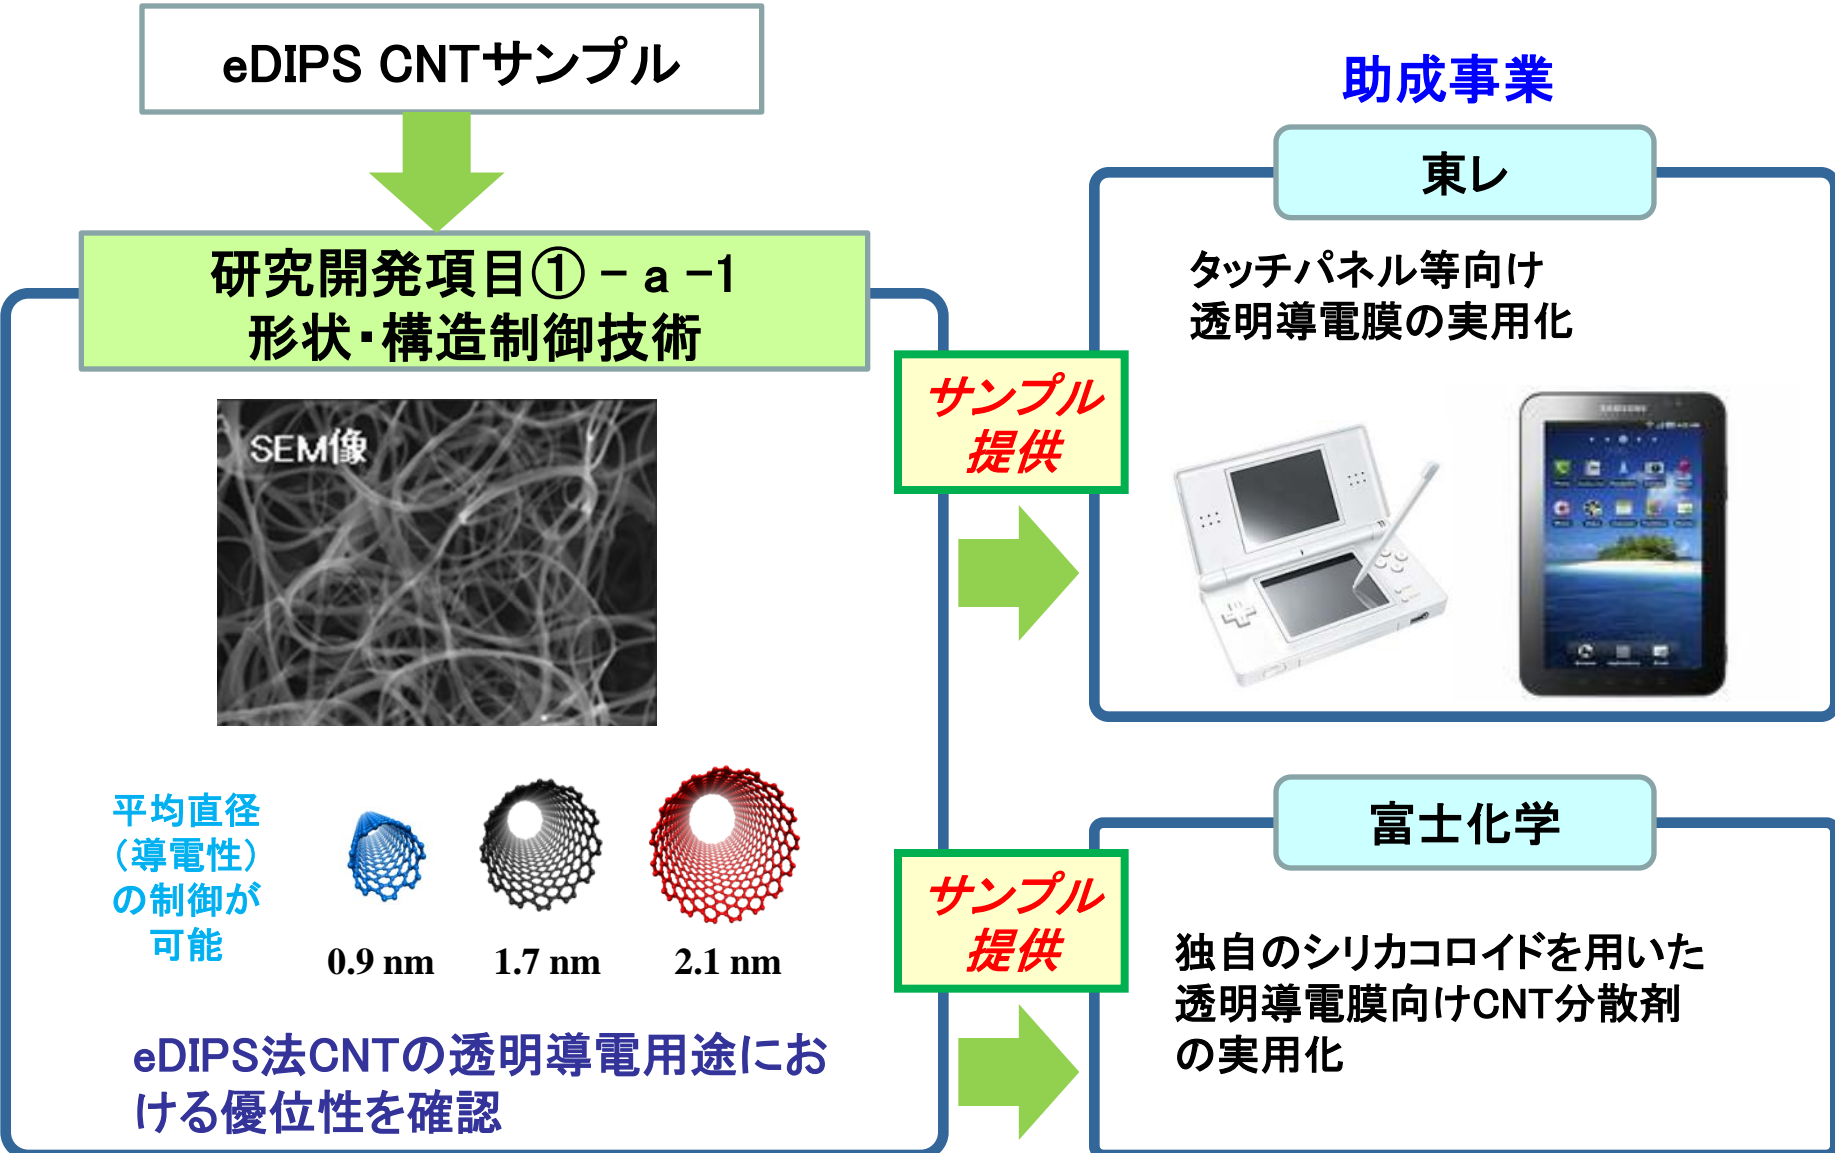 eDIPS CNTサンプル
研究開発項目①－a－1
形状・構造制御技術
SEM像
平均直径
（導電性）
の制御が
可能
0.9 nm
1.7 nm
2.1 nm
eDIPS法CNTの透明導電用途にお
ける優位性を確認
サンプル
提供
サンプル
提供
助成事業
東レ
タッチパネル等向け
透明導電膜の実用化
SAMSUNG
富士化学
独自のシリカコロイドを用いた
透明導電膜向けCNT分散剤
の実用化